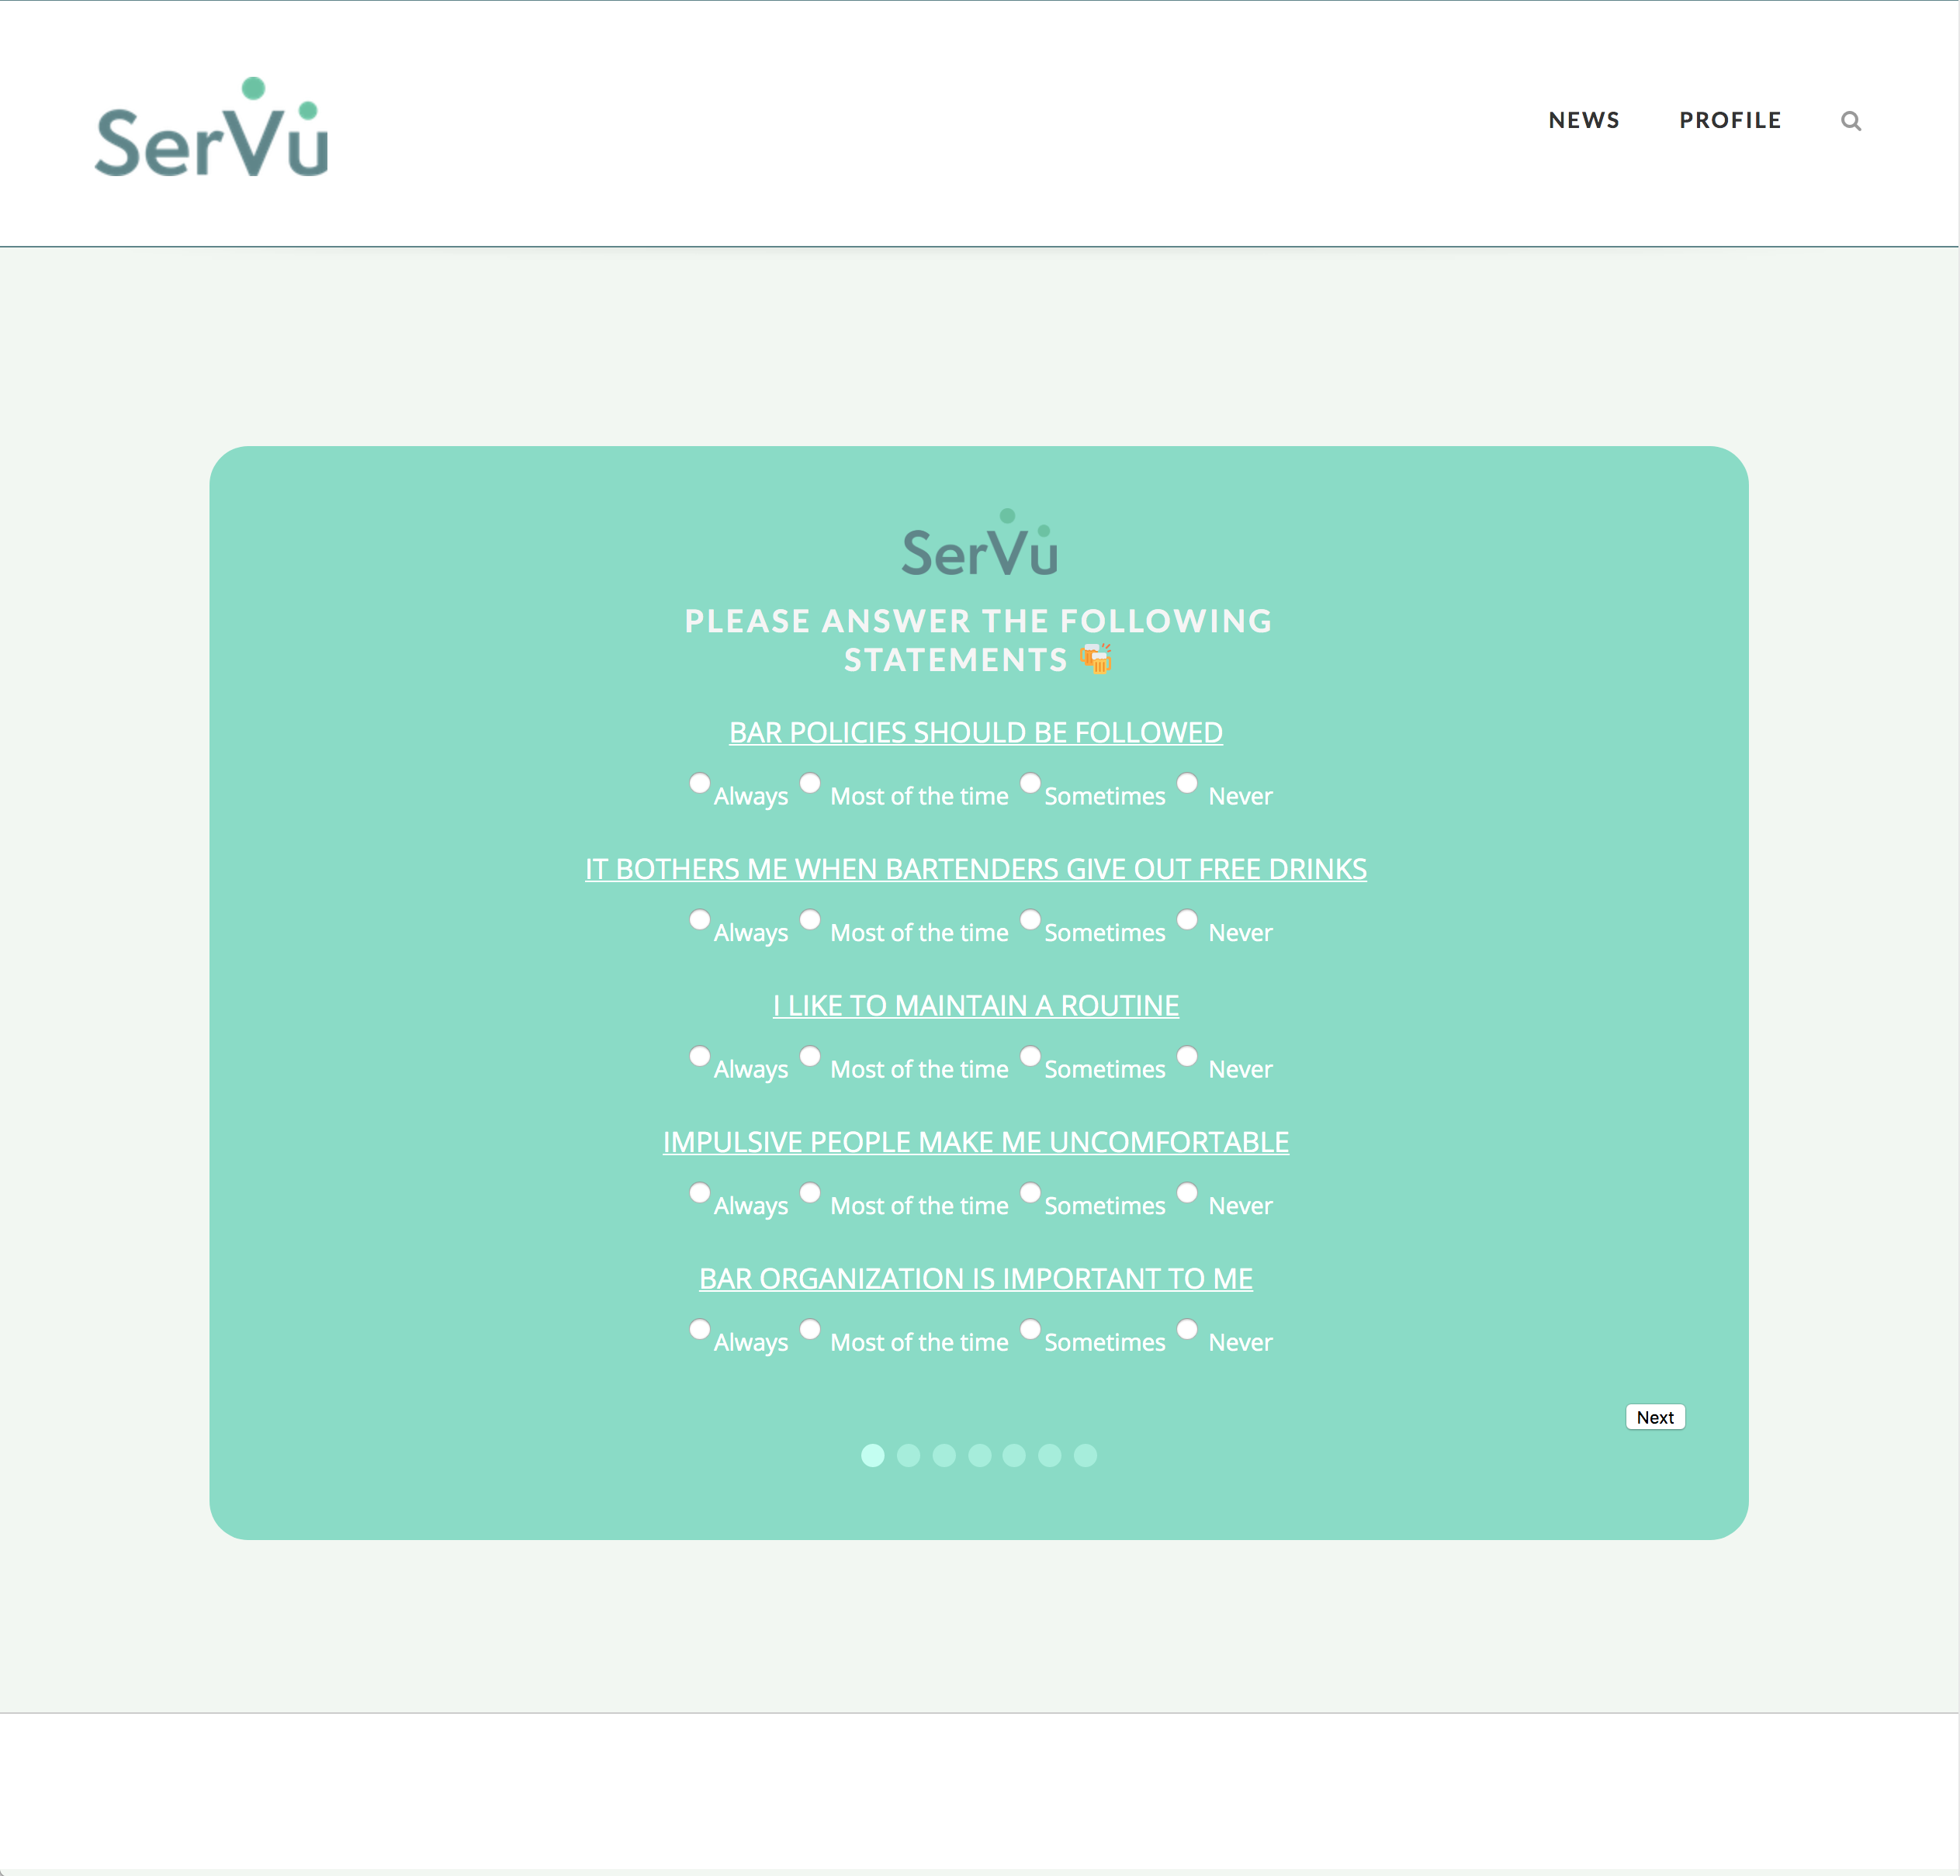 SerVu
NEWS PROFILE
SerVu
PLEASE ANSWER THE FOLLOWING
STATEMENTS 🍻
BAR POLICIES SHOULD BE FOLLOWED
Always Most of the time Sometimes Never
IT BOTHERS ME WHEN BARTENDERS GIVE OUT FREE DRINKS
Always Most of the time Sometimes Never
I LIKE TO MAINTAIN A ROUTINE
Always Most of the time Sometimes Never
IMPULSIVE PEOPLE MAKE ME UNCOMFORTABLE
Always Most of the time Sometimes Never
BAR ORGANIZATION IS IMPORTANT TO ME
Always Most of the time Sometimes Never
Next